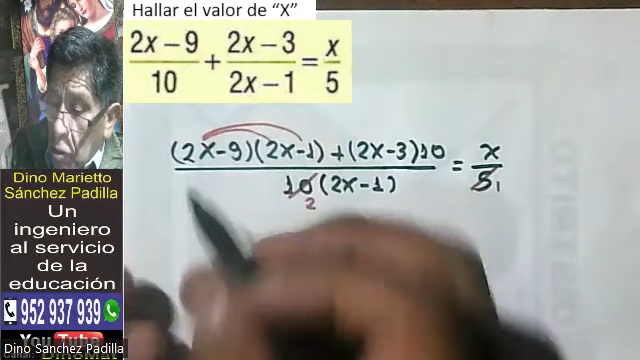 Hallar el valor de “X”
2x − 9 / 10 + 2x − 3 / 2x − 1 = x / 5
(2x-9)(2x-1) + (2x-3)10 / 10(2x-1) = x / 5
2
1
Dino Marietto
Sánchez Padilla
Un
ingeniero
al servicio
de la
educación
952 937 939
You Tube
Dino Sanchez Padilla